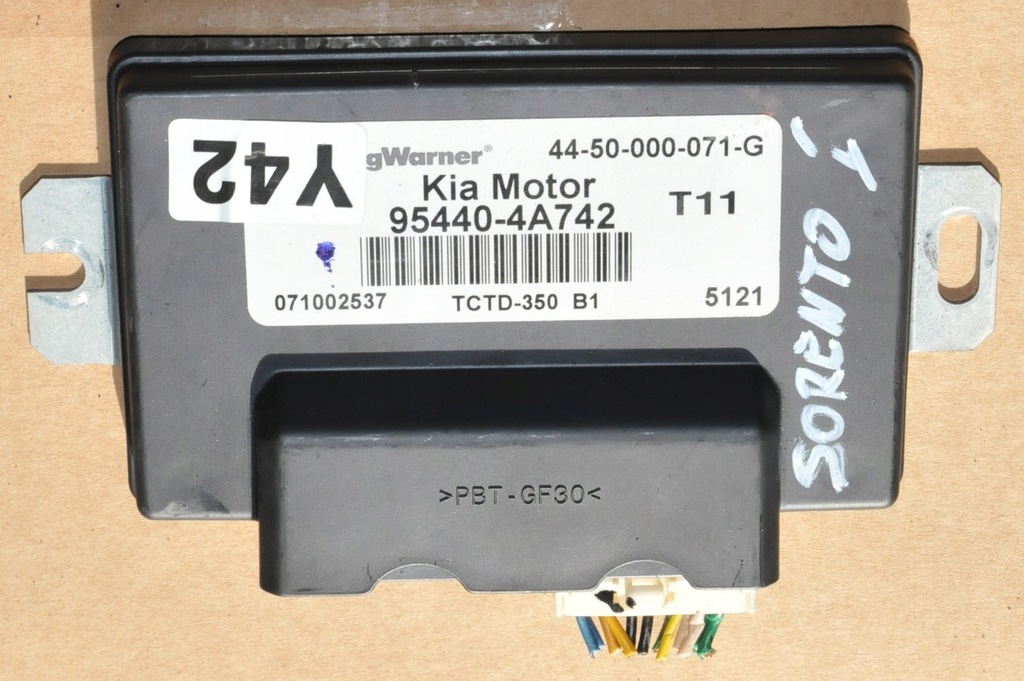 Y42
gWarner®
44-50-000-071-G
Kia Motor
95440-4A742
T11
071002537
TCTD-350 B1
5121
SORENTO I
>PBT-GF30<